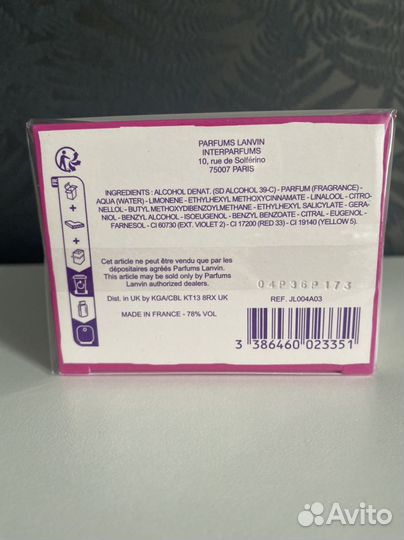 PARFUMS LANVIN
INTERPARFUMS
10, rue de Solférino
75007 PARIS
INGREDIENTS : ALCOHOL DENAT. (SD ALCOHOL 39-C) - PARFUM (FRAGRANCE) -
AQUA (WATER) - LIMONENE - ETHYLHEXYL METHOXYCINNAMATE - LINALOOL - CITRO-
NELLOL - BUTYL METHOXYDIBENZOYLMETHANE - ETHYLHEXYL SALICYLATE - GERA-
NIOL - BENZYL ALCOHOL - ISOEUGENOL - BENZYL BENZOATE - CITRAL - EUGENOL -
FARNESOL - CI 60730 (EXT. VIOLET 2) - CI 17200 (RED 33) - CI 19140 (YELLOW 5).
FR
Cet article ne peut être vendu que par les
dépositaires agréés Parfums Lanvin.
This article may be sold only by Parfums
Lanvin authorized dealers.
04P36P173
Dist. in UK by KGA/CBL KT13 8RX UK
REF. JL004A03
MADE IN FRANCE - 78% VOL
3 386460 023351
Avito